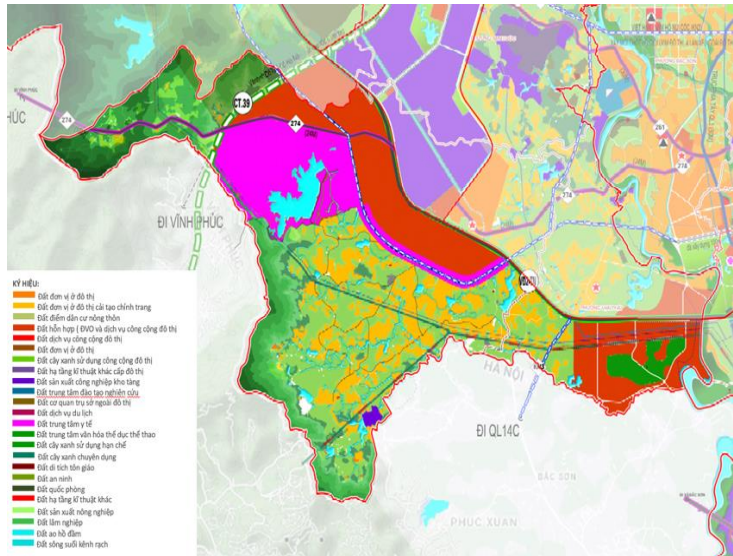 ĐI VĨNH PHÚC
HÚC
274
CT.39
274
261
274
274
ĐI VĨNH PHÚC
HÀ NỘI
ĐI QL14C
BẮC SƠN
PHUC XUAN
KÝ HIỆU:
Đất đơn vị ở đô thị
Đất đơn vị ở đô thị cải tạo chỉnh trang
Đất điểm dân cư nông thôn
Đất hỗn hợp ( ĐVO và dịch vụ công cộng đô thị)
Đất dịch vụ công cộng đô thị
Đất đơn vị ở đô thị
Đất cây xanh sử dụng công cộng đô thị
Đất hạ tầng kĩ thuật khác cấp đô thị
Đất sản xuất công nghiệp kho tàng
Đất trung tâm đào tạo nghiên cứu
Đất cơ quan trụ sở ngoài đô thị
Đất dịch vụ du lịch
Đất trung tâm y tế
Đất trung tâm văn hóa thể dục thể thao
Đất cây xanh sử dụng hạn chế
Đất cây xanh chuyên dụng
Đất di tích tôn giáo
Đất an ninh
Đất quốc phòng
Đất hạ tầng kĩ thuật khác
Đất sản xuất nông nghiệp
Đất lâm nghiệp
Đất ao hồ đầm
Đất sông suối kênh rạch